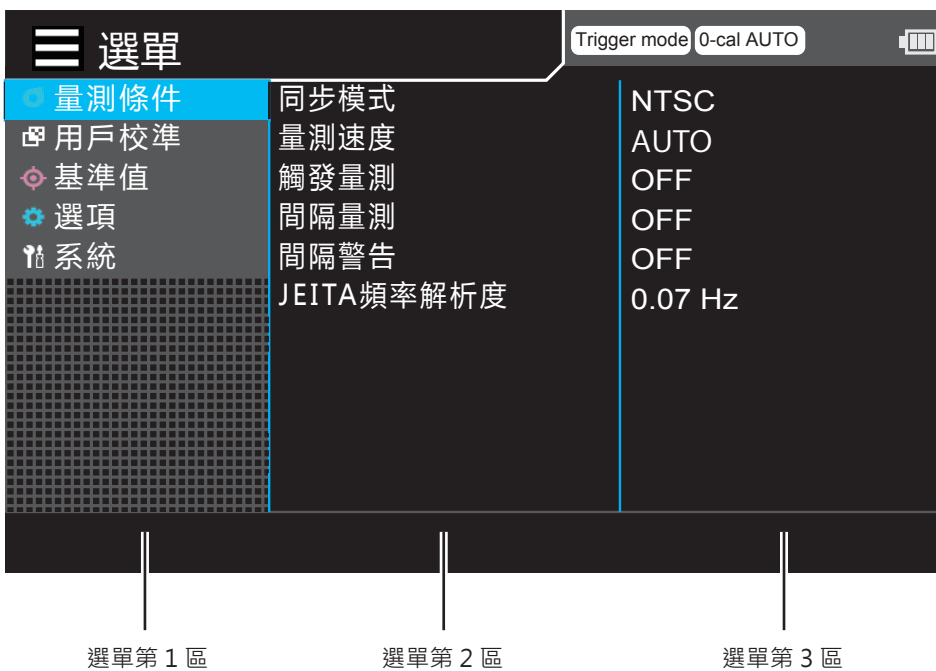 選單
Trigger mode 0-cal AUTO
量測條件 同步模式 NTSC
用戶校準 量測速度 AUTO
基準值 觸發量測 OFF
選項 間隔量測 OFF
系統 間隔警告 OFF
JEITA頻率解析度 0.07 Hz
選單第 1 區 選單第 2 區 選單第 3 區